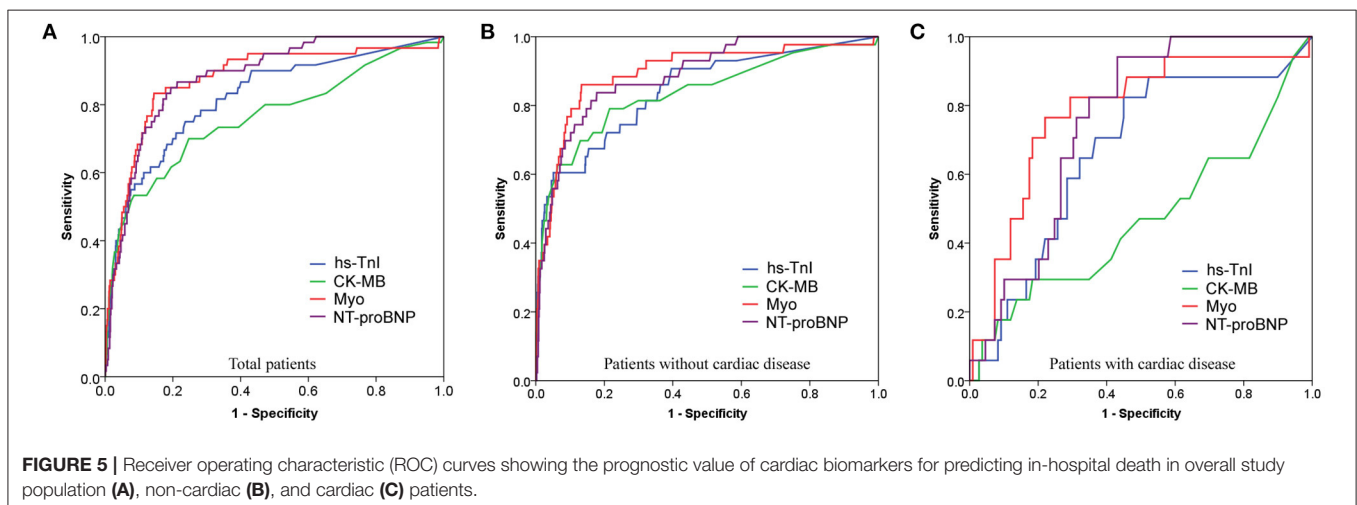 A
Sensitivity
1.0
0.8
0.6
0.4
0.2
0.0
hs-TnI
CK-MB
Myo
NT-proBNP
Total patients
0.0 0.2 0.4 0.6 0.8 1.0
1 - Specificity
B
Sensitivity
1.0
0.8
0.6
0.4
0.2
0.0
hs-TnI
CK-MB
Myo
NT-proBNP
Patients without cardiac disease
0.0 0.2 0.4 0.6 0.8 1.0
1 - Specificity
C
Sensitivity
1.0
0.8
0.6
0.4
0.2
0.0
hs-TnI
CK-MB
Myo
NT-proBNP
Patients with cardiac disease
0.0 0.2 0.4 0.6 0.8 1.0
1 - Specificity
FIGURE 5 | Receiver operating characteristic (ROC) curves showing the prognostic value of cardiac biomarkers for predicting in-hospital death in overall study
population (A), non-cardiac (B), and cardiac (C) patients.